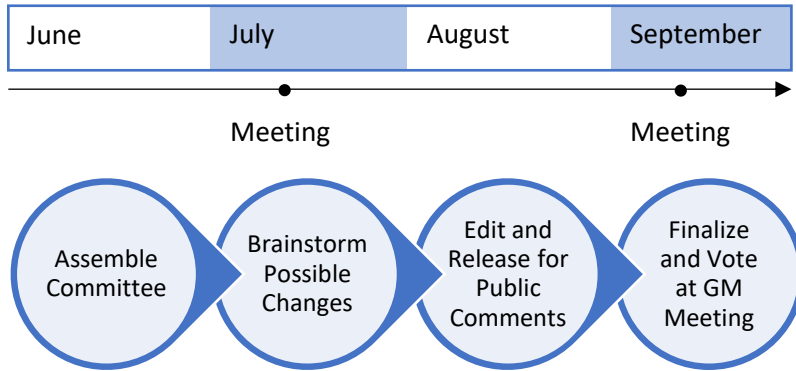 June July August September
Meeting Meeting
Assemble
Committee
Brainstorm
Possible
Changes
Edit and
Release for
Public
Comments
Finalize
and Vote
at GM
Meeting